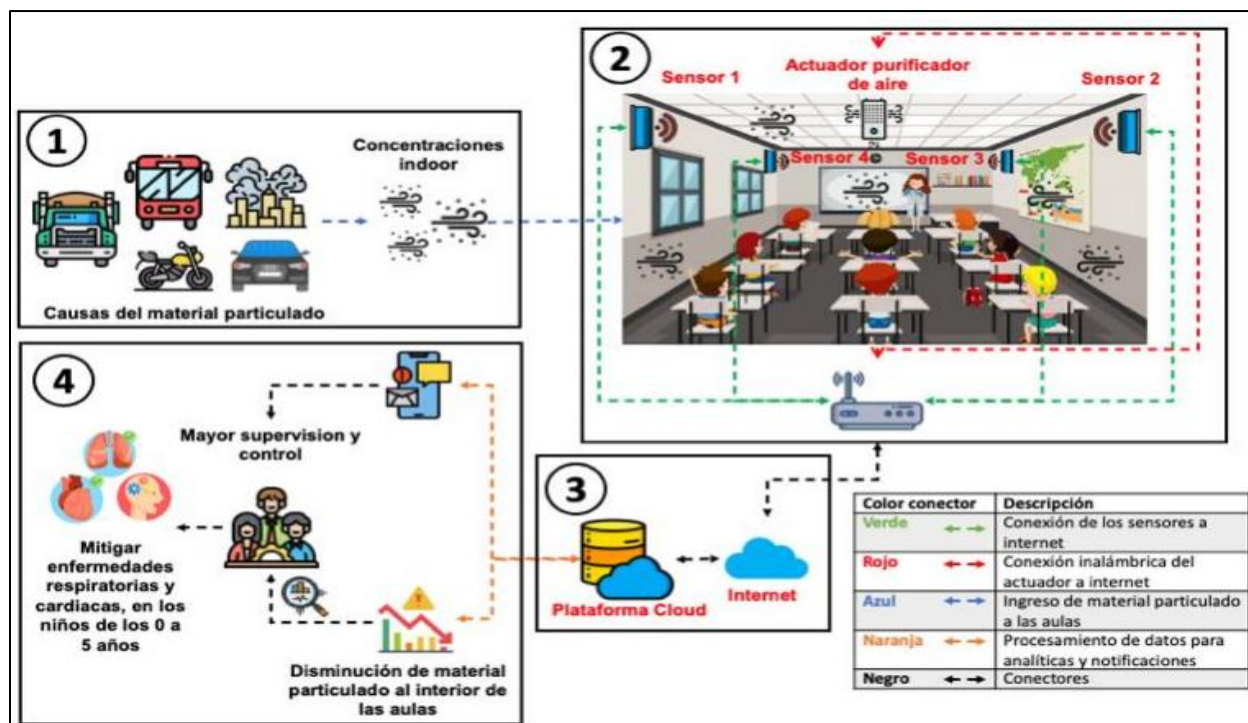 1
Concentraciones
indoor
Causas del material particulado
2
Sensor 1
Actuador purificador
de aire
Sensor 2
Sensor 4
Sensor 3
4
Mayor supervision y
control
Mitigar
enfermedades
respiratorias y
cardiacas, en los
niños de los 0 a
5 años
Disminución de material
particulado al interior de
las aulas
3
Plataforma Cloud
Internet
Color conector Descripción
Verde Conexión de los sensores a
internet
Rojo Conexión inalámbrica del
actuador a internet
Azul Ingreso de material particulado
a las aulas
Naranja Procesamiento de datos para
analíticas y notificaciones
Negro Conectores